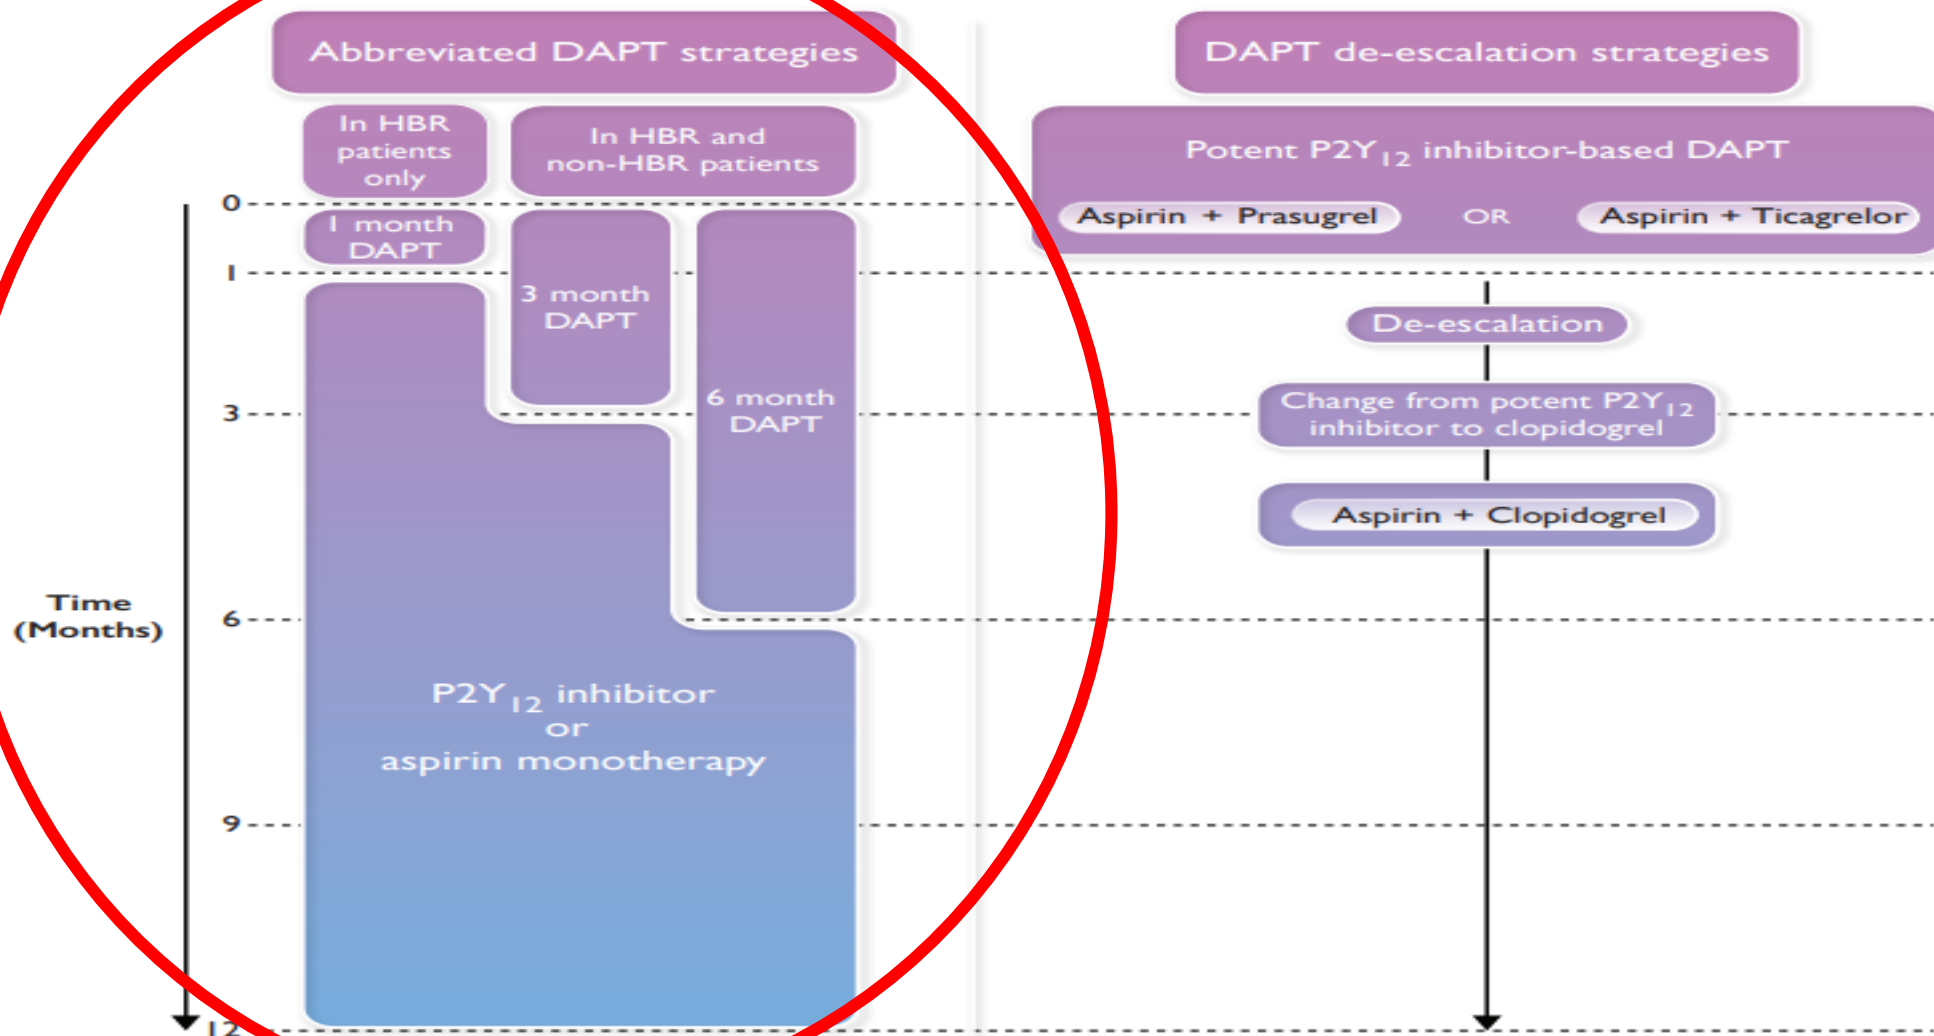 Abbreviated DAPT strategies
In HBR
patients
only
In HBR and
non-HBR patients
0
1 month
DAPT
1
3 month
DAPT
3
6 month
DAPT
Time
(Months)
6
P2Y12 inhibitor
or
aspirin monotherapy
9
12
DAPT de-escalation strategies
Potent P2Y12 inhibitor-based DAPT
Aspirin + Prasugrel OR Aspirin + Ticagrelor
De-escalation
Change from potent P2Y12
inhibitor to clopidogrel
Aspirin + Clopidogrel